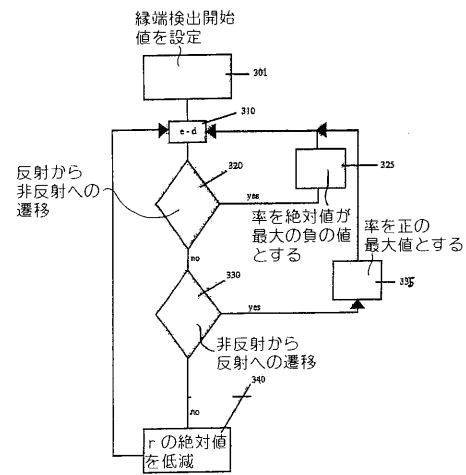 縁端検出開始
値を設定
301
310
e-d
320
325
反射から
非反射への
遷移
yes
率を絶対値が
最大の負の値
とする
率を正の
最大値とする
no
330
335
yes
非反射から
反射への遷移
340
no
rの絶対値
を低減